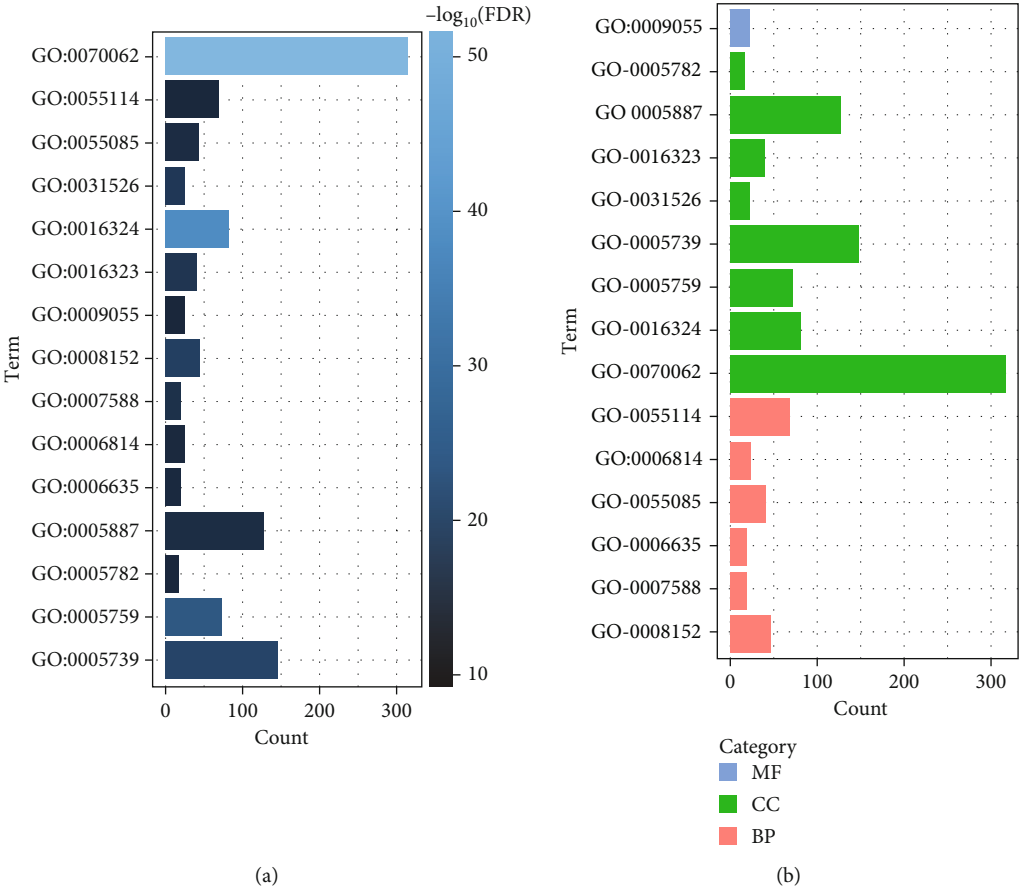 −log10(FDR)
50
40
30
20
10
Term
GO:0070062
GO:0055114
GO:0055085
GO:0031526
GO:0016324
GO:0016323
GO:0009055
GO:0008152
GO:0007588
GO:0006814
GO:0006635
GO:0005887
GO:0005782
GO:0005759
GO:0005739
0 100 200 300
Count
(a)
Term
GO:0009055
GO-0005782
GO 0005887
GO-0016323
GO-0031526
GO-0005739
GO-0005759
GO-0016324
GO-0070062
GO-0055114
GO:0006814
GO-0055085
GO-0006635
GO-0007588
GO-0008152
0 100 200 300
Count
Category
MF
CC
BP
(b)